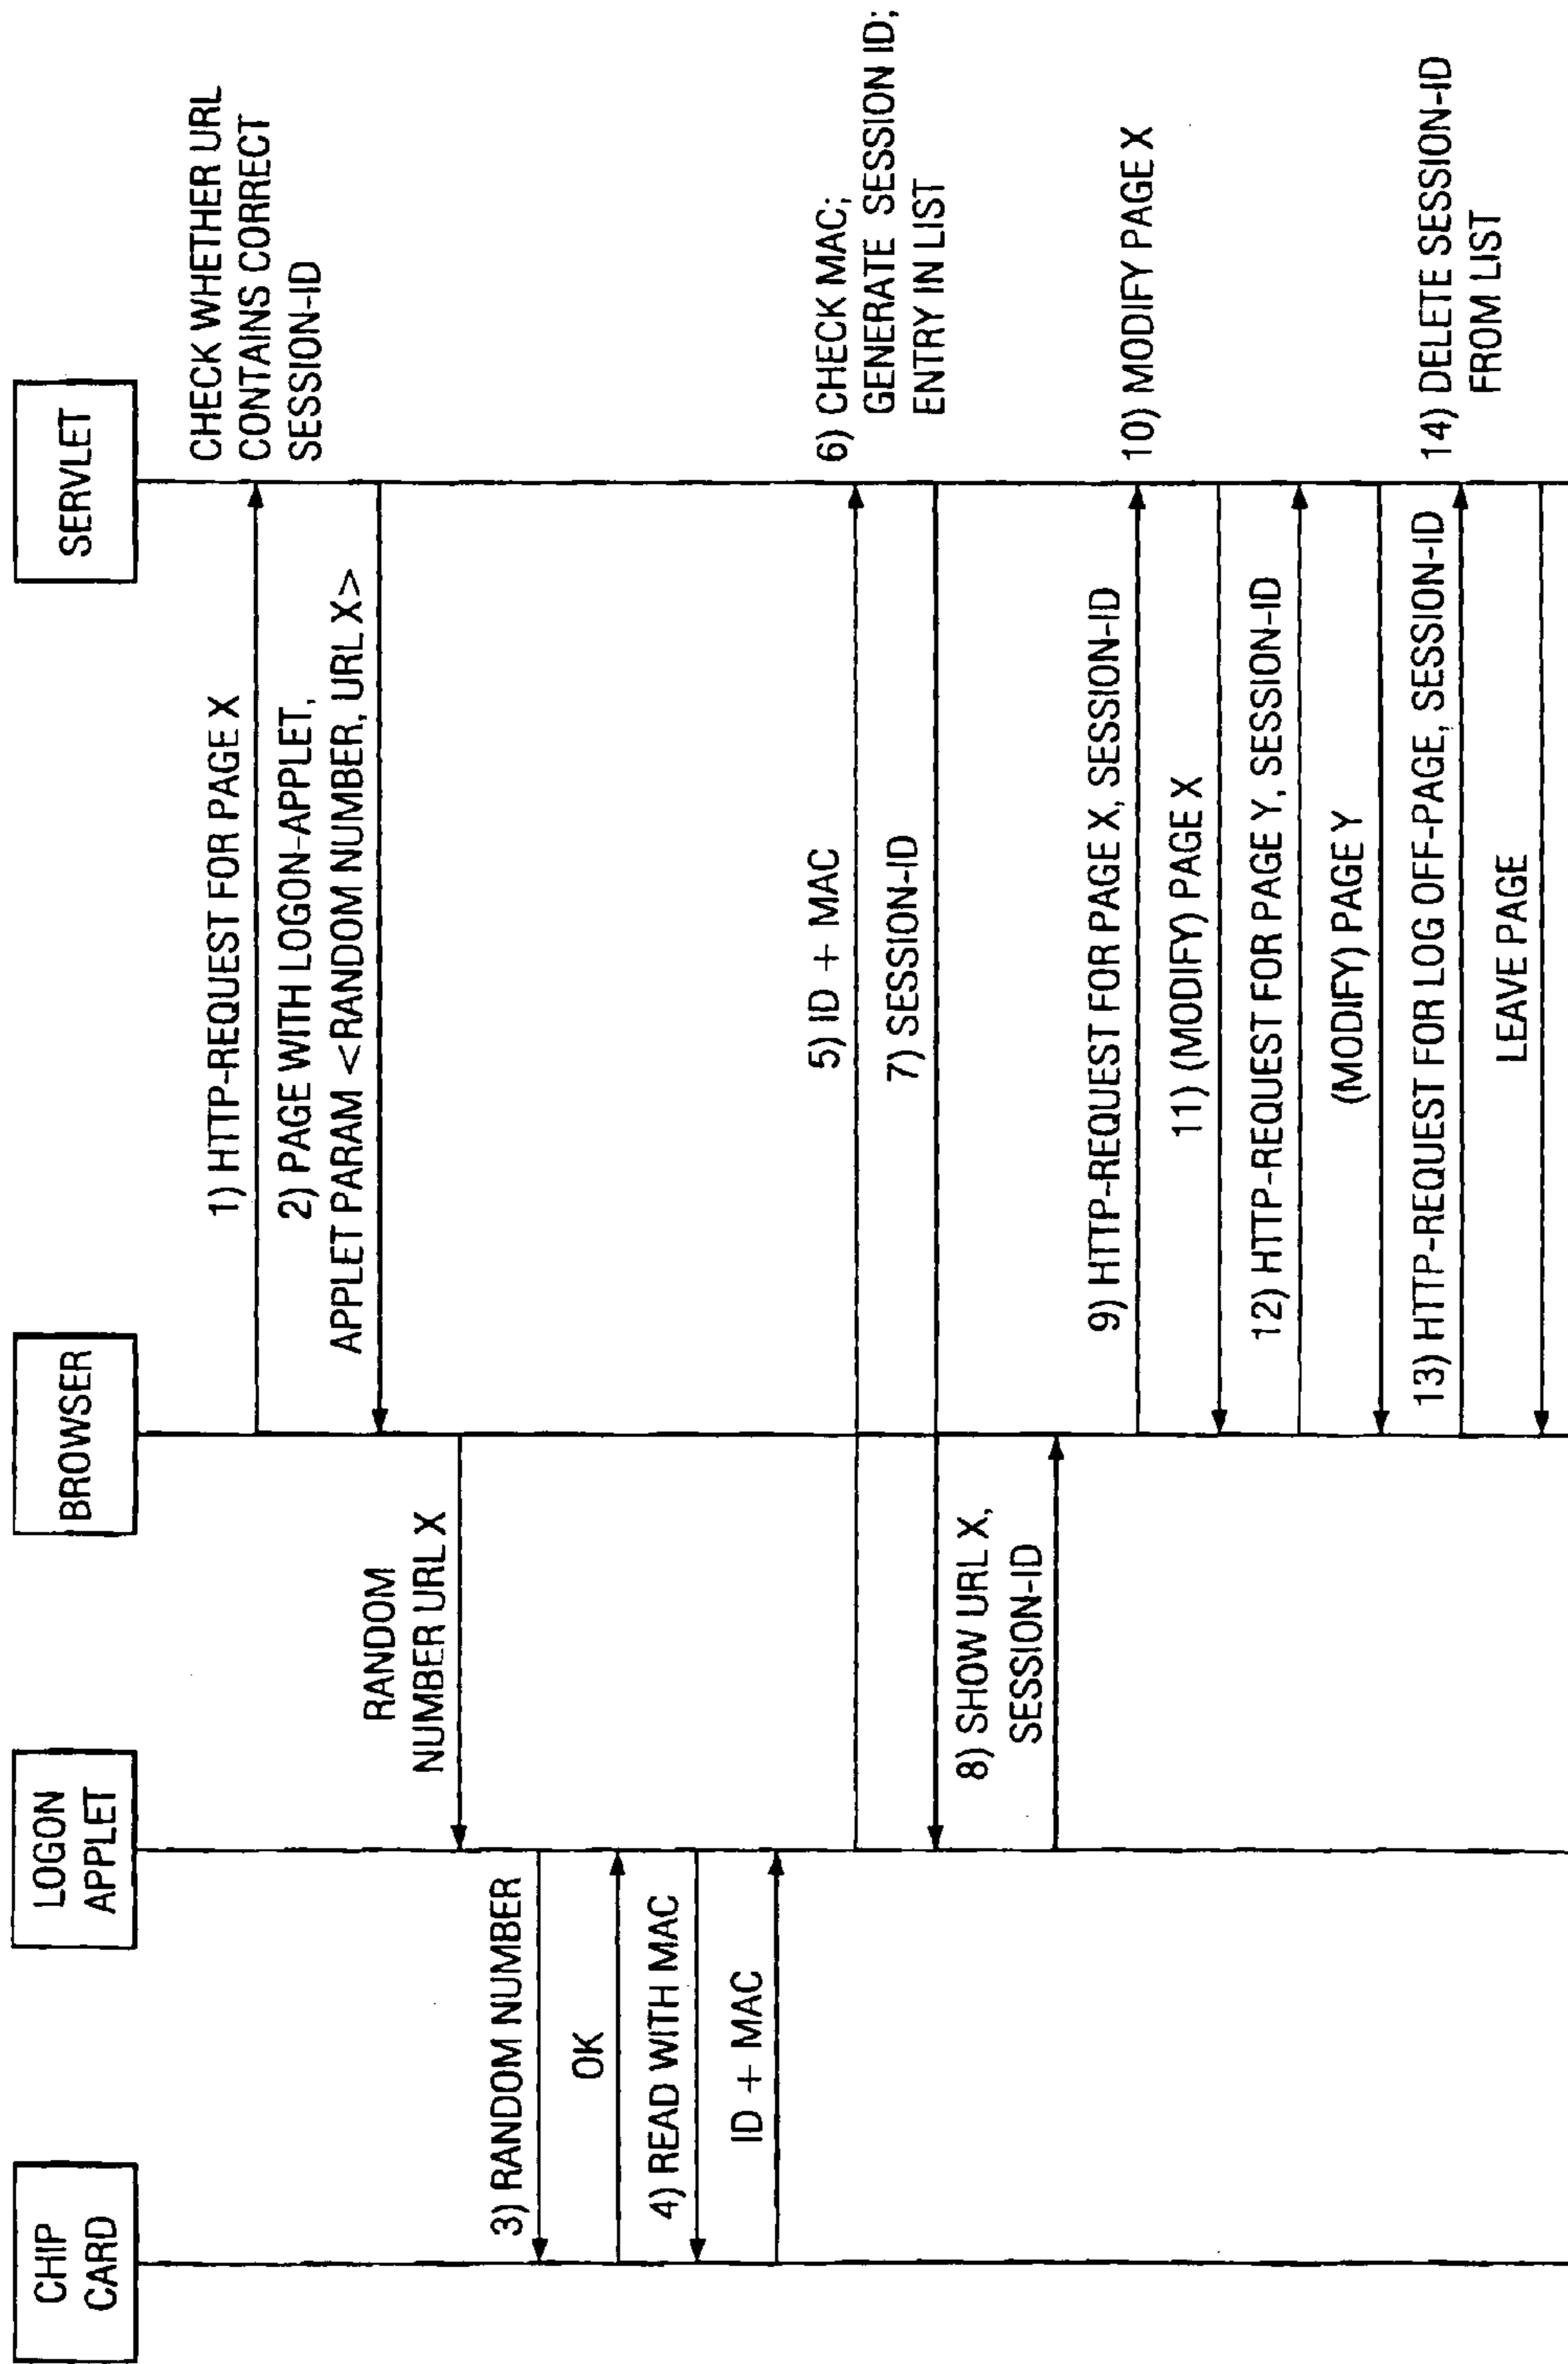 CHIP
CARD
LOGON
APPLET
BROWSER
SERVLET
1) HTTP-REQUEST FOR PAGE X
CHECK WHETHER URL
CONTAINS CORRECT
SESSION-ID
2) PAGE WITH LOGON-APPLET,
APPLET PARAM <RANDOM NUMBER, URL X>
RANDOM
NUMBER URL X
3) RANDOM NUMBER
OK
4) READ WITH MAC
ID + MAC
5) ID + MAC
6) CHECK MAC;
GENERATE SESSION ID;
ENTRY IN LIST
7) SESSION-ID
8) SHOW URL X,
SESSION-ID
9) HTTP-REQUEST FOR PAGE X, SESSION-ID
10) MODIFY PAGE X
11) (MODIFY) PAGE X
12) HTTP-REQUEST FOR PAGE Y, SESSION-ID
(MODIFY) PAGE Y
13) HTTP-REQUEST FOR LOG OFF-PAGE, SESSION-ID
14) DELETE SESSION-ID
FROM LIST
LEAVE PAGE